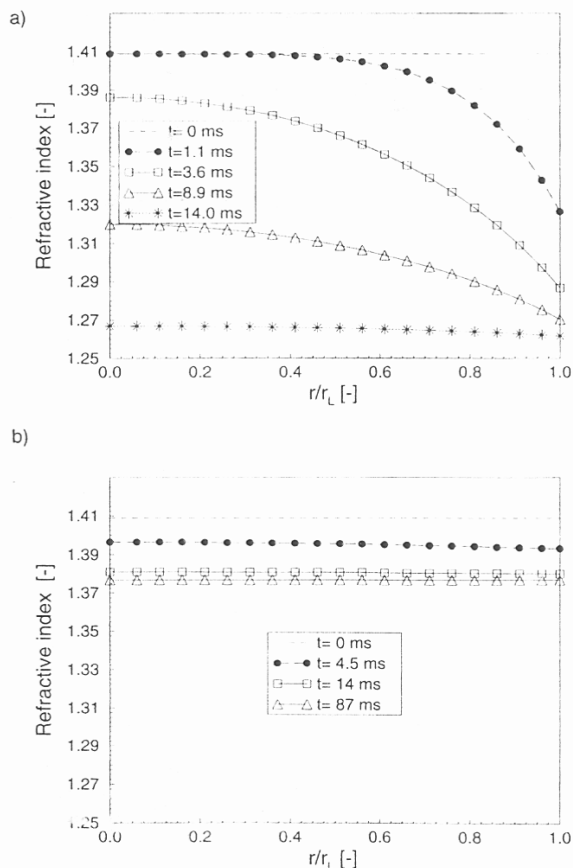 a)
Refractive index [-]
1.41
1.39
1.37
1.35
1.33
1.31
1.29
1.27
1.25
t= 0 ms
t=1.1 ms
t=3.6 ms
t=8.9 ms
t=14.0 ms
0.0 0.2 0.4 0.6 0.8 1.0
r/rL [-]
b)
Refractive index [-]
1.41
1.39
1.37
1.35
1.33
1.31
1.29
1.27
1.25
t= 0 ms
t= 4.5 ms
t= 14 ms
t= 87 ms
0.0 0.2 0.4 0.6 0.8 1.0
r/rL [-]